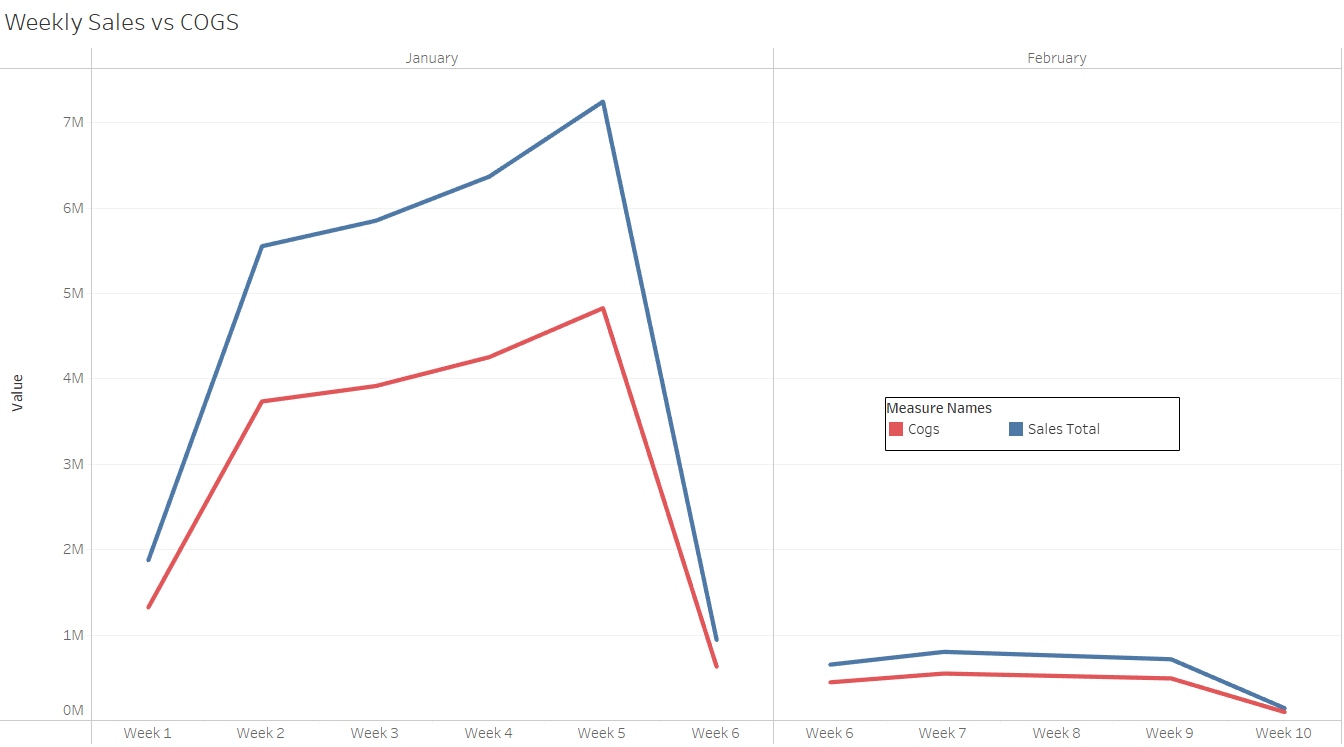 Weekly Sales vs COGS
January February
7M
6M
5M
4M
3M
2M
1M
0M
Value
Measure Names
Cogs Sales Total
Week 1 Week 2 Week 3 Week 4 Week 5 Week 6 Week 6 Week 7 Week 8 Week 9 Week 10